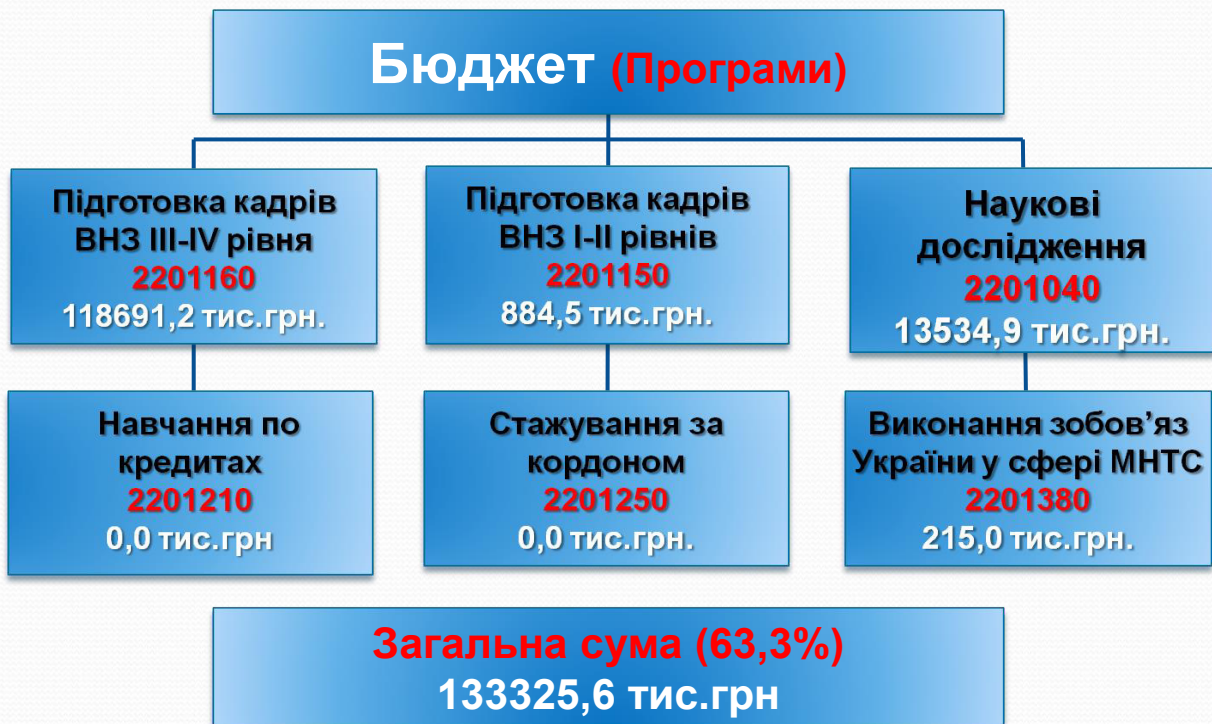 Бюджет (Програми)
Підготовка кадрів
ВНЗ III-IV рівня
2201160
118691,2 тис.грн.
Підготовка кадрів
ВНЗ I-II рівнів
2201150
884,5 тис.грн.
Наукові
дослідження
2201040
13534,9 тис.грн.
Навчання по
кредитах
2201210
0,0 тис.грн
Стажування за
кордоном
2201250
0,0 тис.грн.
Виконання зобов’яз
України у сфері МНТС
2201380
215,0 тис.грн.
Загальна сума (63,3%)
133325,6 тис.грн